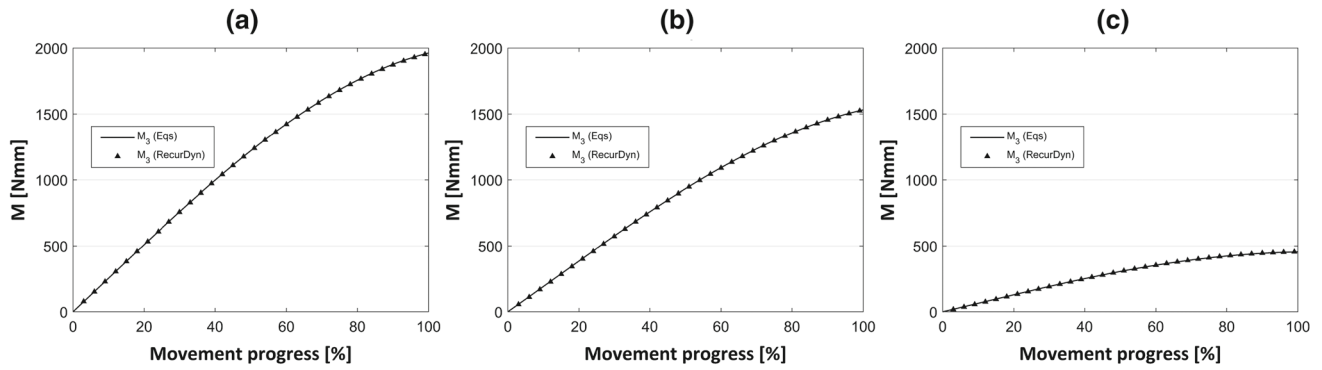 (a)
2000
1500
1000
500
0
M [Nmm]
M3 (Eqs)
M3 (RecurDyn)
0 20 40 60 80 100
Movement progress [%]
(b)
2000
1500
1000
500
0
M [Nmm]
M3 (Eqs)
M3 (RecurDyn)
0 20 40 60 80 100
Movement progress [%]
(c)
2000
1500
1000
500
0
M [Nmm]
M3 (Eqs)
M3 (RecurDyn)
0 20 40 60 80 100
Movement progress [%]